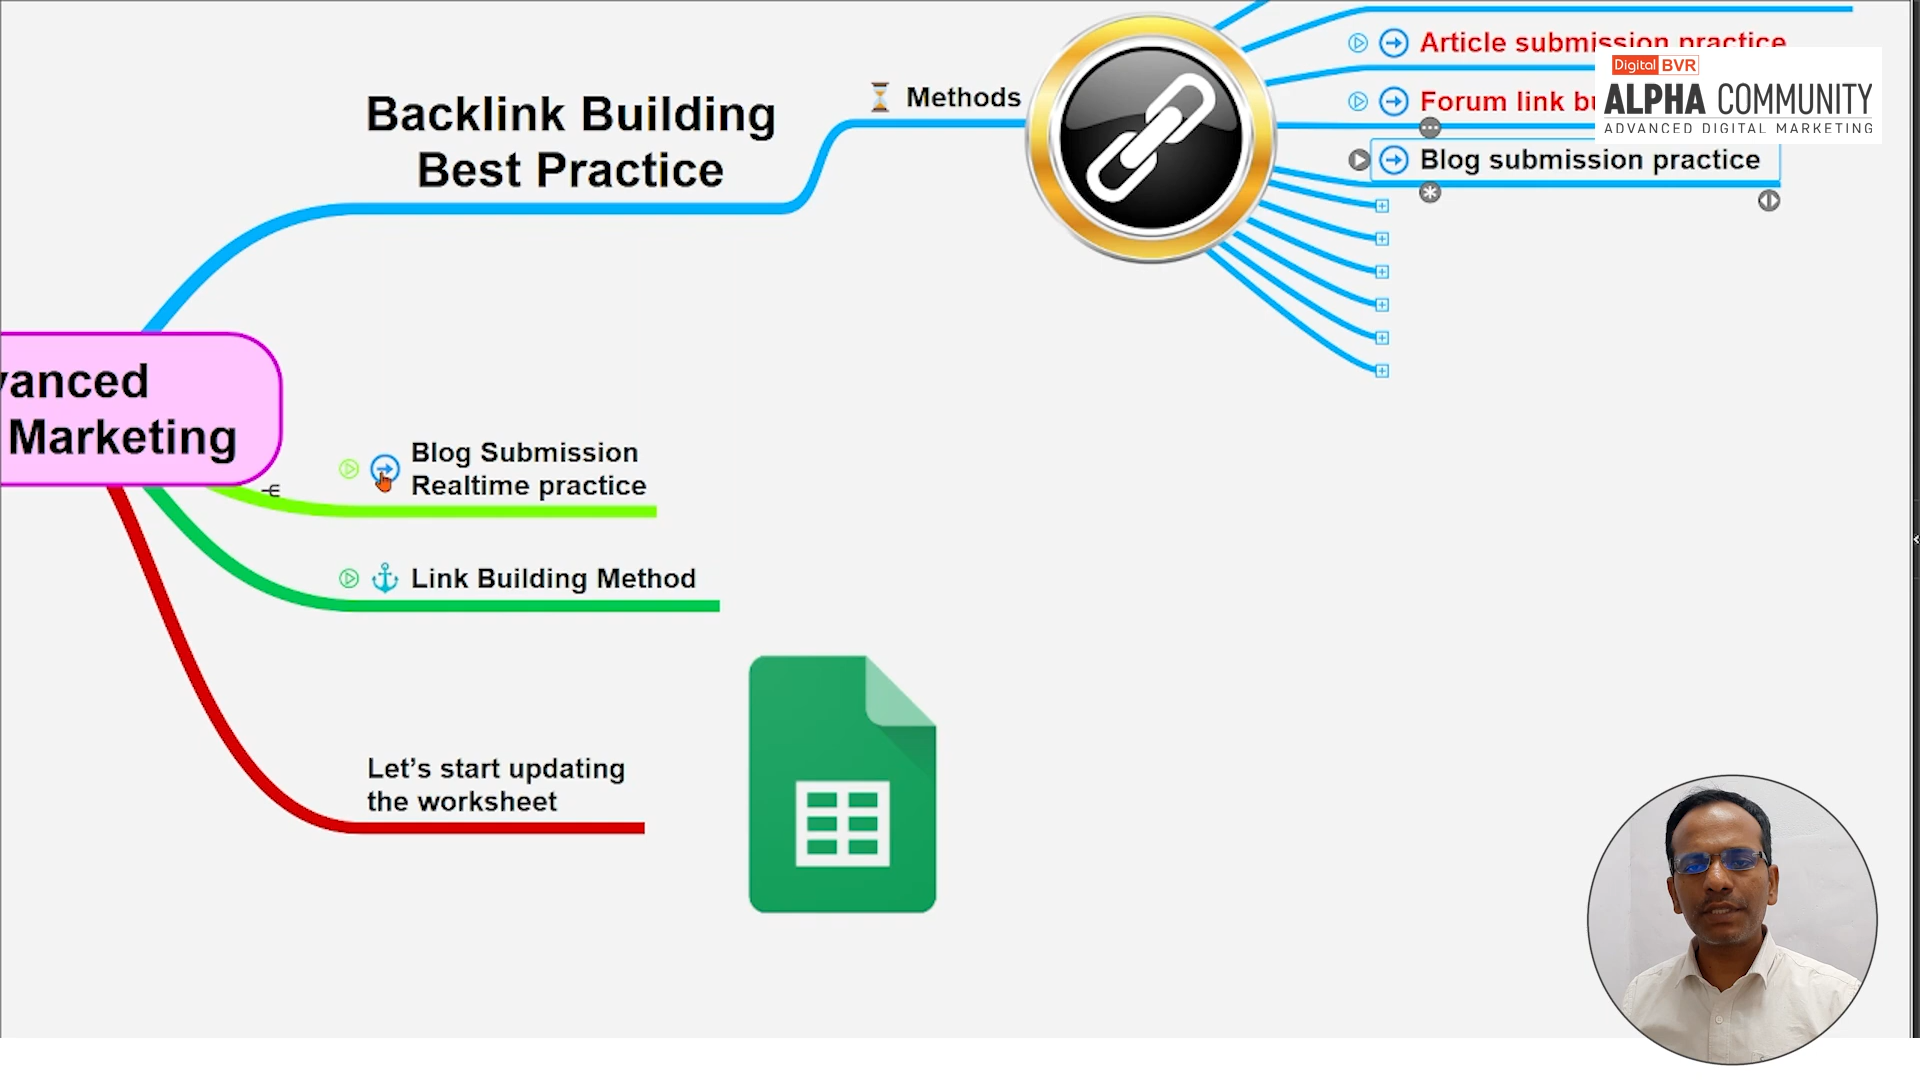 Article submission practice
Digital BVR
ALPHA COMMUNITY
ADVANCED DIGITAL MARKETING
Backlink Building
Best Practice
Methods
Forum link
Blog submission practice
Marketing
Blog Submission
Realtime practice
Link Building Method
Let’s start updating
the worksheet